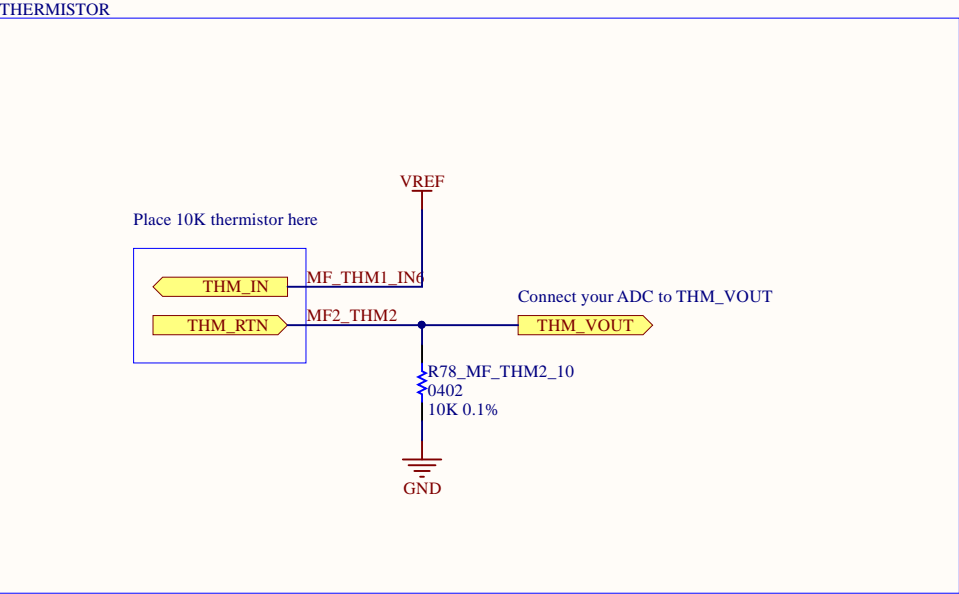 THERMISTOR
VREF
Place 10K thermistor here
THM_IN
MF_THM1_IN6
THM_RTN
MF2_THM2
Connect your ADC to THM_VOUT
THM_VOUT
R78_MF_THM2_10
0402
10K 0.1%
GND